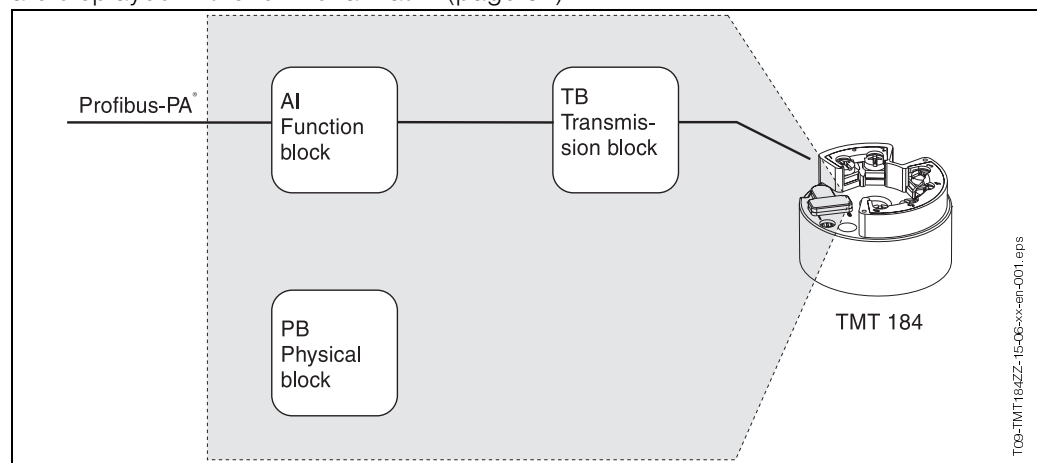 Profibus-PA®
AI
Function
block
TB
Transmis-
sion block
PB
Physical
block
TMT 184
T09-TMT184ZZ-15-06-xx-en-001.eps